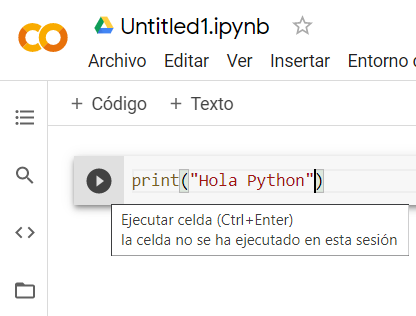 Untitled1.ipynb
Archivo Editar Ver Insertar Entorno
+ Código + Texto
print("Hola Python")
Ejecutar celda (Ctrl+Enter)
la celda no se ha ejecutado en esta sesión